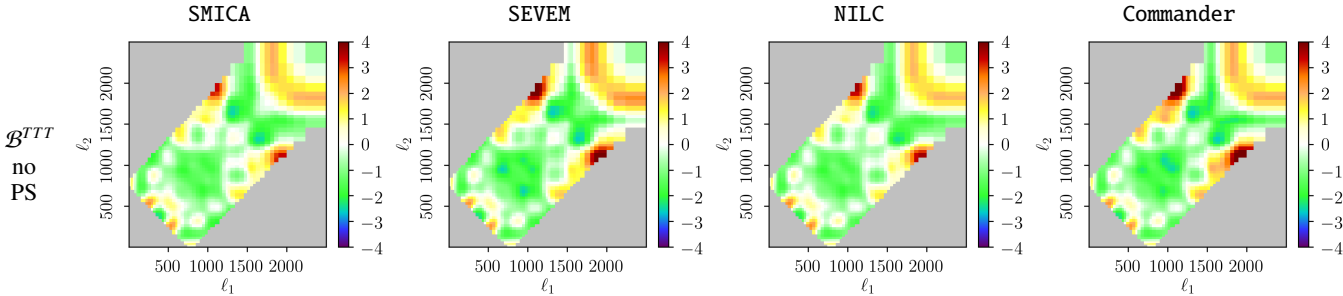 SMICA SEVEM NILC Commander
ℬ^TTT
no
PS
ℓ₂ 500 1000 1500 2000
500 1000 1500 2000
ℓ₁
4 3 2 1 0 −1 −2 −3 −4
ℓ₂ 500 1000 1500 2000
500 1000 1500 2000
ℓ₁
4 3 2 1 0 −1 −2 −3 −4
ℓ₂ 500 1000 1500 2000
500 1000 1500 2000
ℓ₁
4 3 2 1 0 −1 −2 −3 −4
ℓ₂ 500 1000 1500 2000
500 1000 1500 2000
ℓ₁
4 3 2 1 0 −1 −2 −3 −4